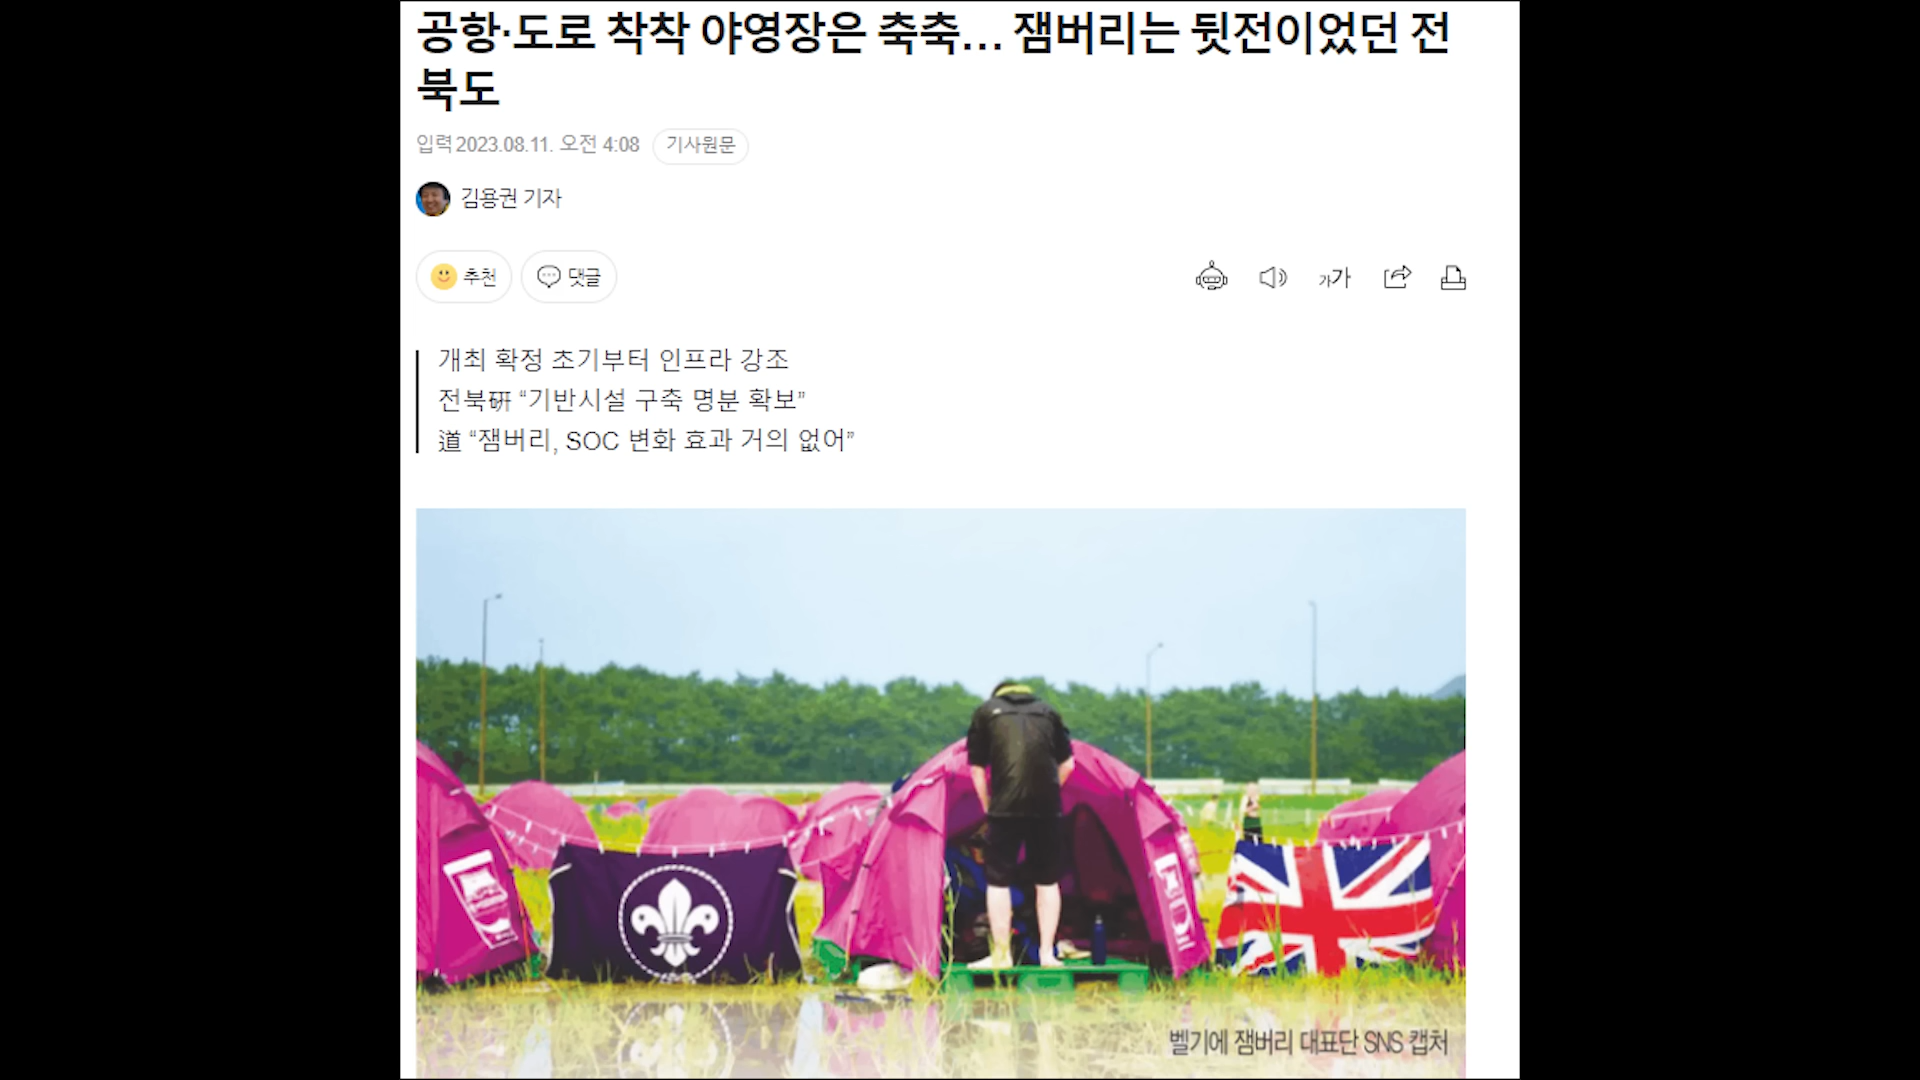 공항·도로 착착 야영장은 축축… 잼버리는 뒷전이었던 전
북도
입력 2023.08.11. 오전 4:08 기사원문
김용권 기자
추천 댓글 가가
개최 확정 초기부터 인프라 강조
전북硏 “기반시설 구축 명분 확보”
道 “잼버리, SOC 변화 효과 거의 없어”
벨기에 잼버리 대표단 SNS 캡처